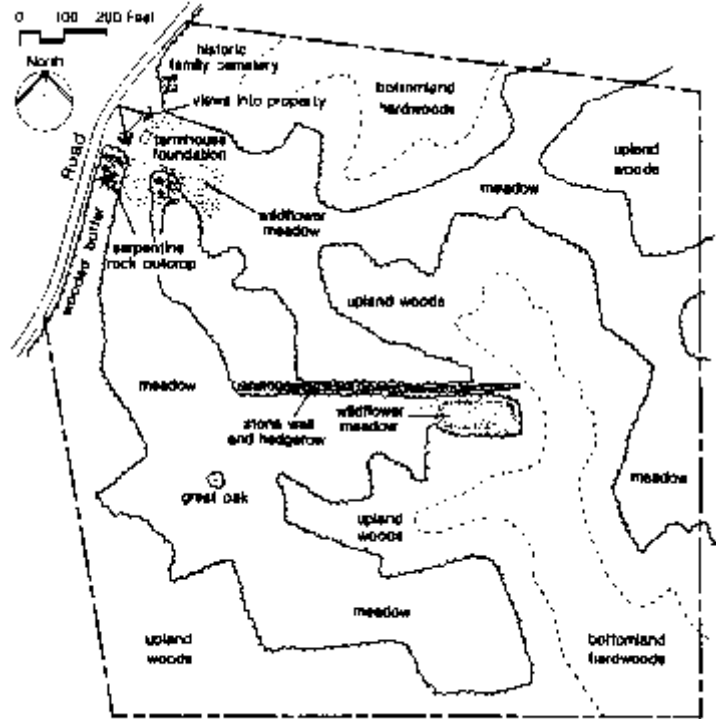 0 100 200 Feet
North
historic
family cemetery
views into property
bottomland
hardwoods
upland
woods
farmhouse
foundation
Road
meadow
wildflower
meadow
serpentine
rock outcrop
wooded buffer
upland woods
meadow
stone wall
and hedgerow
wildflower
meadow
great oak
meadow
upland
woods
meadow
upland
woods
bottomland
hardwoods